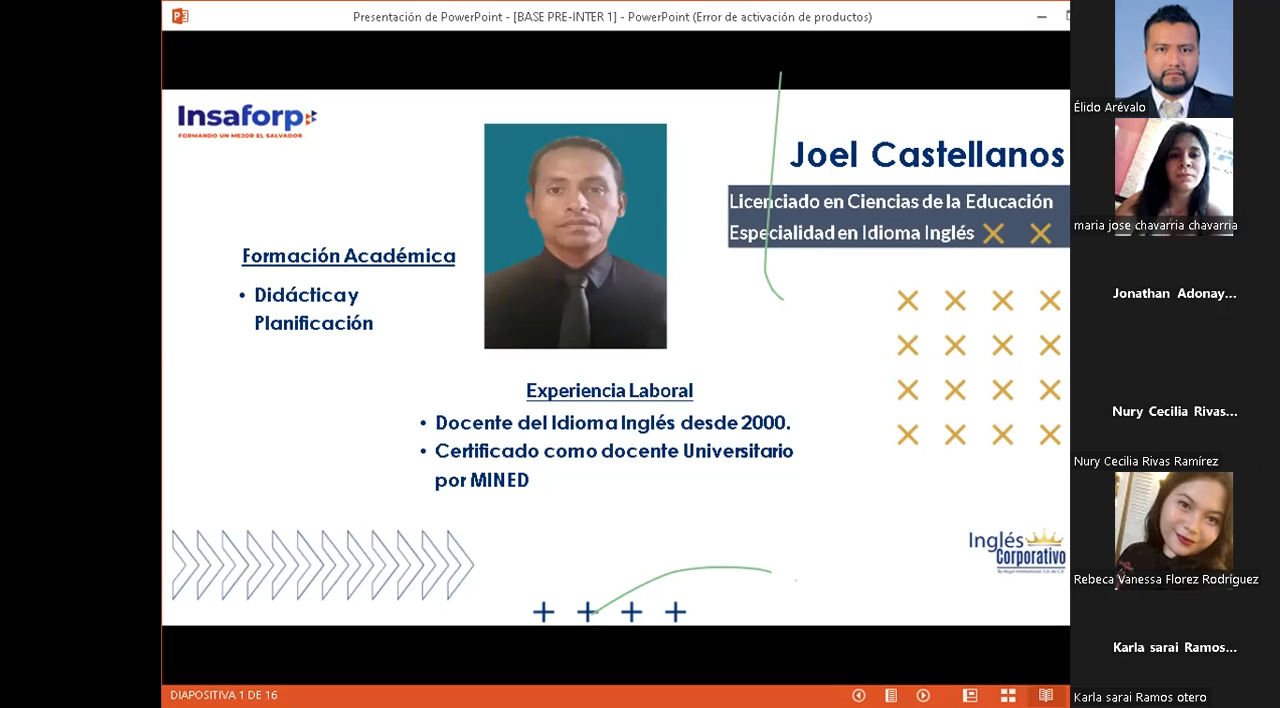 Presentación de PowerPoint - [BASE PRE-INTER 1] - PowerPoint (Error de activación de productos)
Insaforp
FORMANDO UN MEJOR EL SALVADOR
Joel Castellanos
Licenciado en Ciencias de la Educación
Especialidad en Idioma Inglés
Formación Académica
• Didáctica y
Planificación
Experiencia Laboral
• Docente del Idioma Inglés desde 2000.
• Certificado como docente Universitario
por MINED
Inglés
Corporativo
DIAPOSITIVA 1 DE 16
Élido Arévalo
maria jose chavarria chavarria
Jonathan Adonay...
Nury Cecilia Rivas...
Nury Cecilia Rivas Ramírez
Rebeca Vanessa Florez Rodríguez
Karla sarai Ramos...
Karla sarai Ramos otero